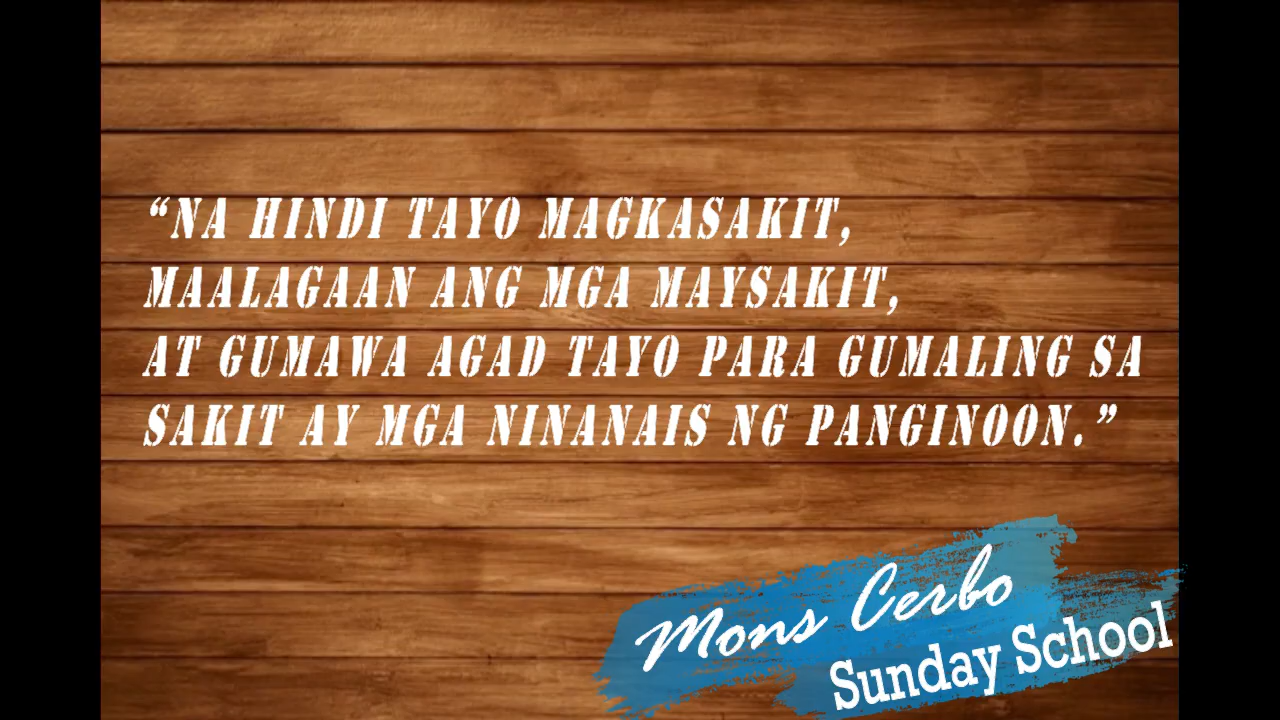 “NA HINDI TAYO MAGKASAKIT,
MAALAGAAN ANG MGA MAYSAKIT,
AT GUMAWA AGAD TAYO PARA GUMALING SA
SAKIT AY MGA NINANAIS NG PANGINOON.”
Mons Cerbo
Sunday School